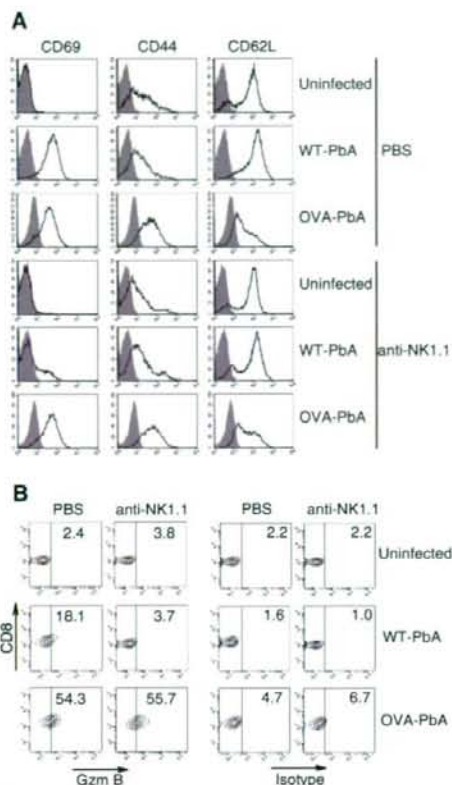 A
CD69 CD44 CD62L
Uninfected
WT-PbA
PBS
OVA-PbA
Uninfected
WT-PbA
anti-NK1.1
OVA-PbA
B
PBS anti-NK1.1 PBS anti-NK1.1
2.4 3.8 2.2 2.2
Uninfected
18.1 3.7 1.6 1.0
WT-PbA
CD8
54.3 55.7 4.7 6.7
OVA-PbA
Gzm B Isotype